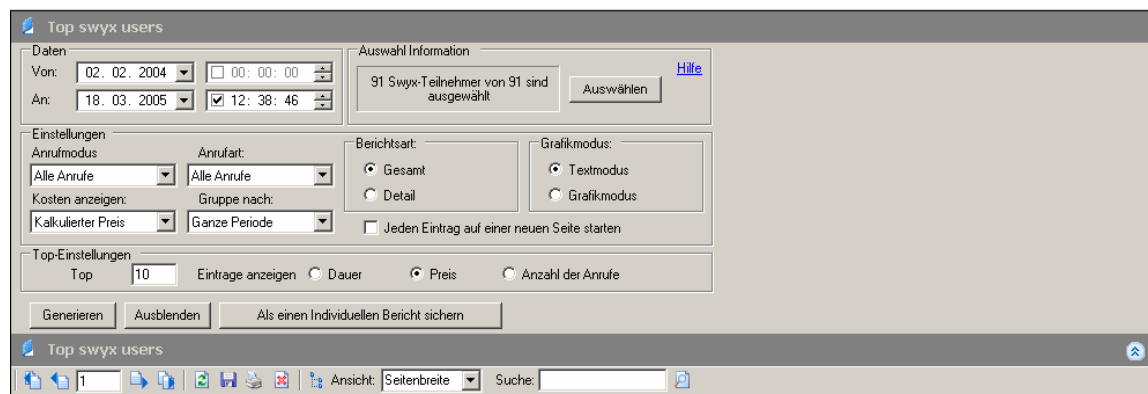 Top swyx users
Daten
Von: 02. 02. 2004 00: 00: 00
An: 18. 03. 2005 12: 38: 46
Auswahl Information
91 Swyx-Teilnehmer von 91 sind
ausgewählt
Auswählen
Hilfe
Einstellungen
Anrufmodus Anrufart:
Alle Anrufe Alle Anrufe
Kosten anzeigen: Gruppe nach:
Kalkulierter Preis Ganze Periode
Berichtsart:
Gesamt
Detail
Grafikmodus:
Textmodus
Grafikmodus
Jeden Eintrag auf einer neuen Seite starten
Top-Einstellungen
Top 10 Eintrage anzeigen Dauer Preis Anzahl der Anrufe
Generieren Ausblenden Als einen Individuellen Bericht sichern
Top swyx users
1 Ansicht: Seitenbreite Suche: